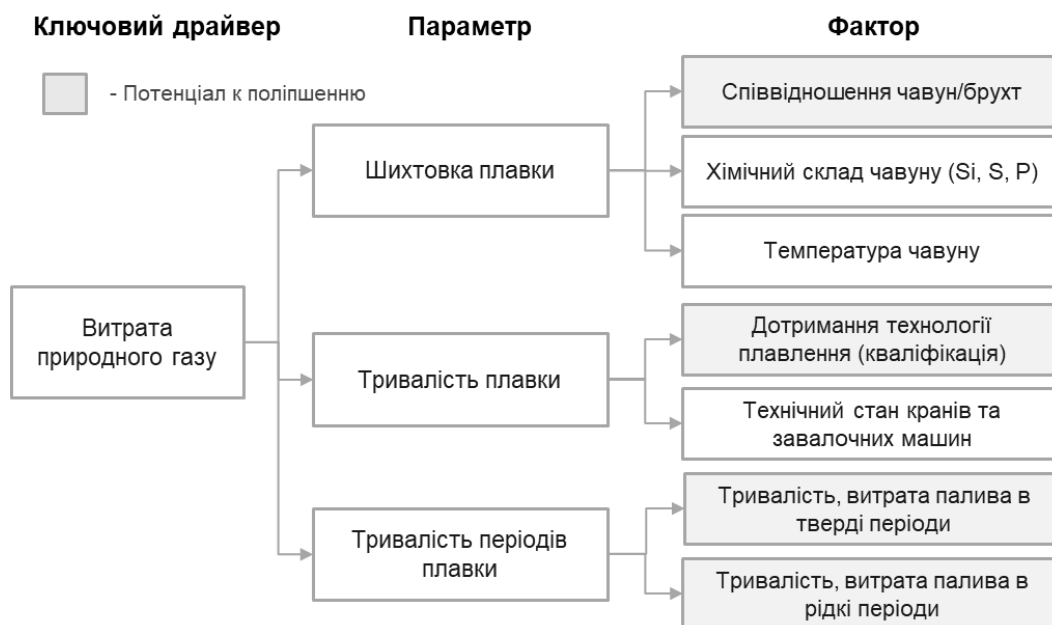 Ключовий драйвер
Параметр
Фактор
- Потенціал к поліпшенню
Співвідношення чавун/брухт
Шихтовка плавки
Хімічний склад чавуну (Si, S, P)
Температура чавуну
Витрата
природного газу
Дотримання технології
плавлення (кваліфікація)
Тривалість плавки
Технічний стан кранів та
завалочних машин
Тривалість, витрата палива в
тверді періоди
Тривалість періодів
плавки
Тривалість, витрата палива в
рідкі періоди